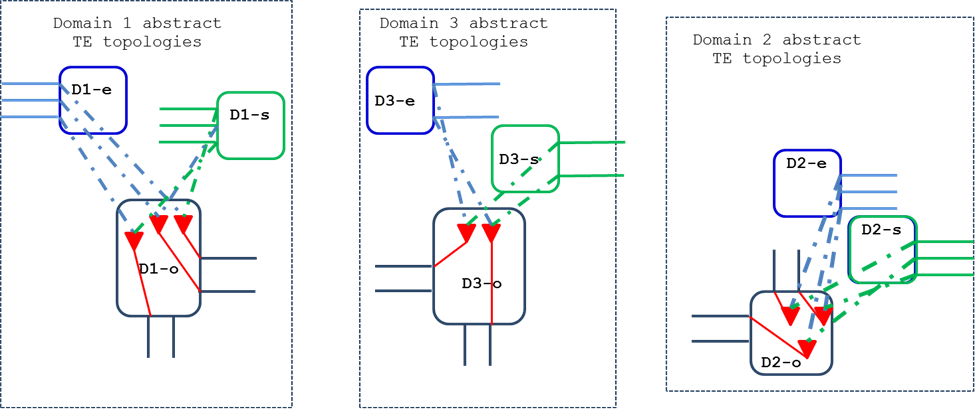 Domain 1 abstract
TE topologies
D1-e
D1-s
D1-o
Domain 3 abstract
TE topologies
D3-e
D3-s
D3-o
Domain 2 abstract
TE topologies
D2-e
D2-s
D2-o